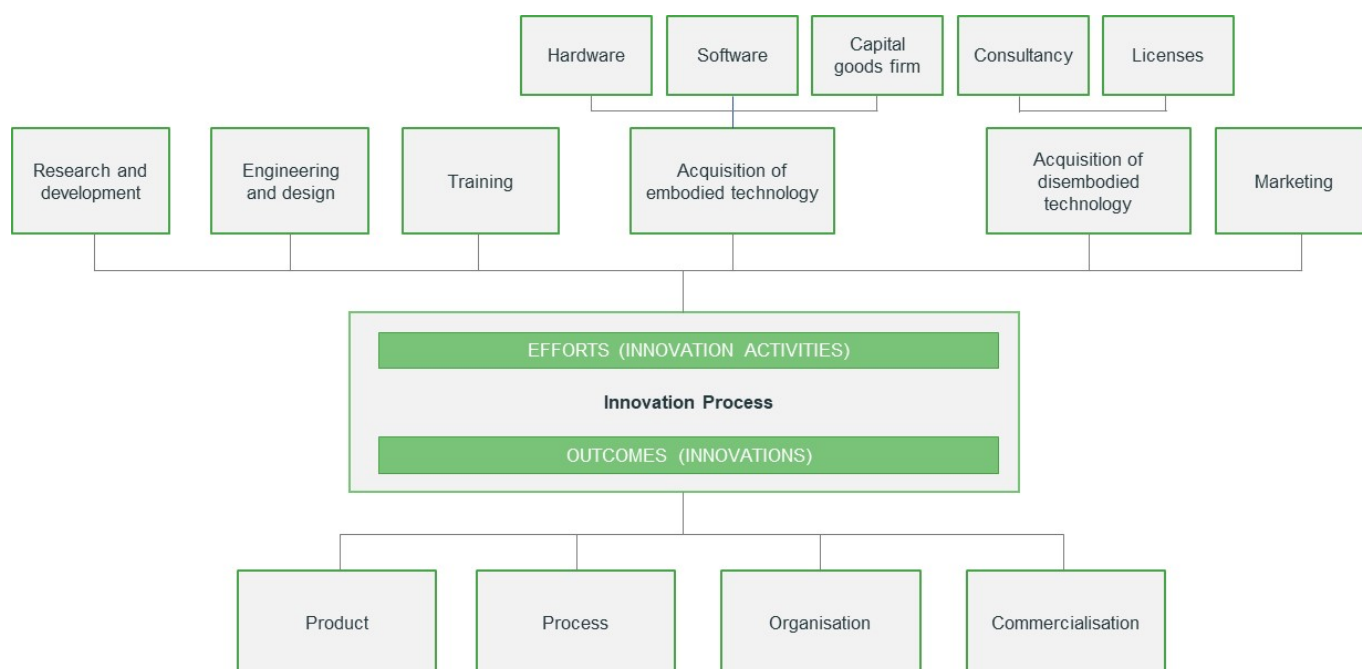 Hardware
Software
Capital
goods firm
Consultancy
Licenses
Research and
development
Engineering
and design
Training
Acquisition of
embodied technology
Acquisition of
disembodied
technology
Marketing
EFFORTS (INNOVATION ACTIVITIES)
Innovation Process
OUTCOMES (INNOVATIONS)
Product
Process
Organisation
Commercialisation